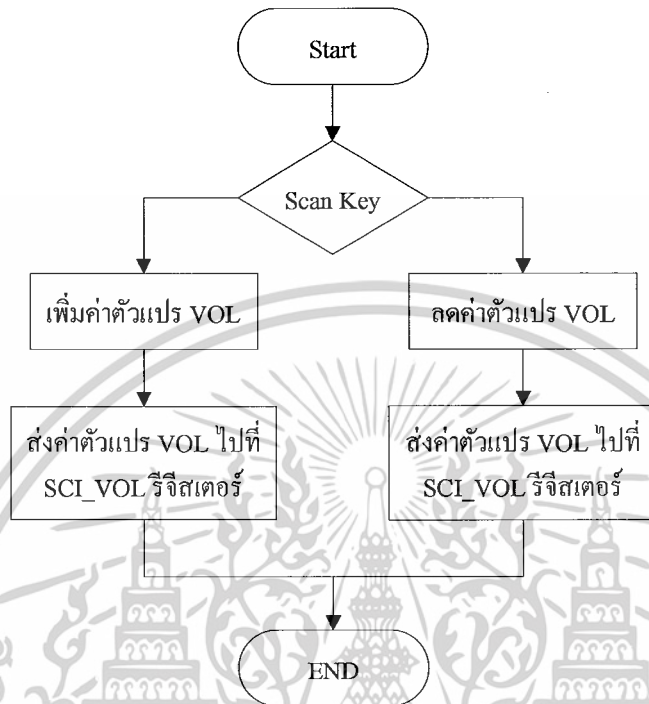 Start
Scan Key
เพิ่มค่าตัวแปร VOL
ลดค่าตัวแปร VOL
ส่งค่าตัวแปร VOL ไปที่
SCI_VOL รีจีสเตอร์
ส่งค่าตัวแปร VOL ไปที่
SCI_VOL รีจีสเตอร์
END